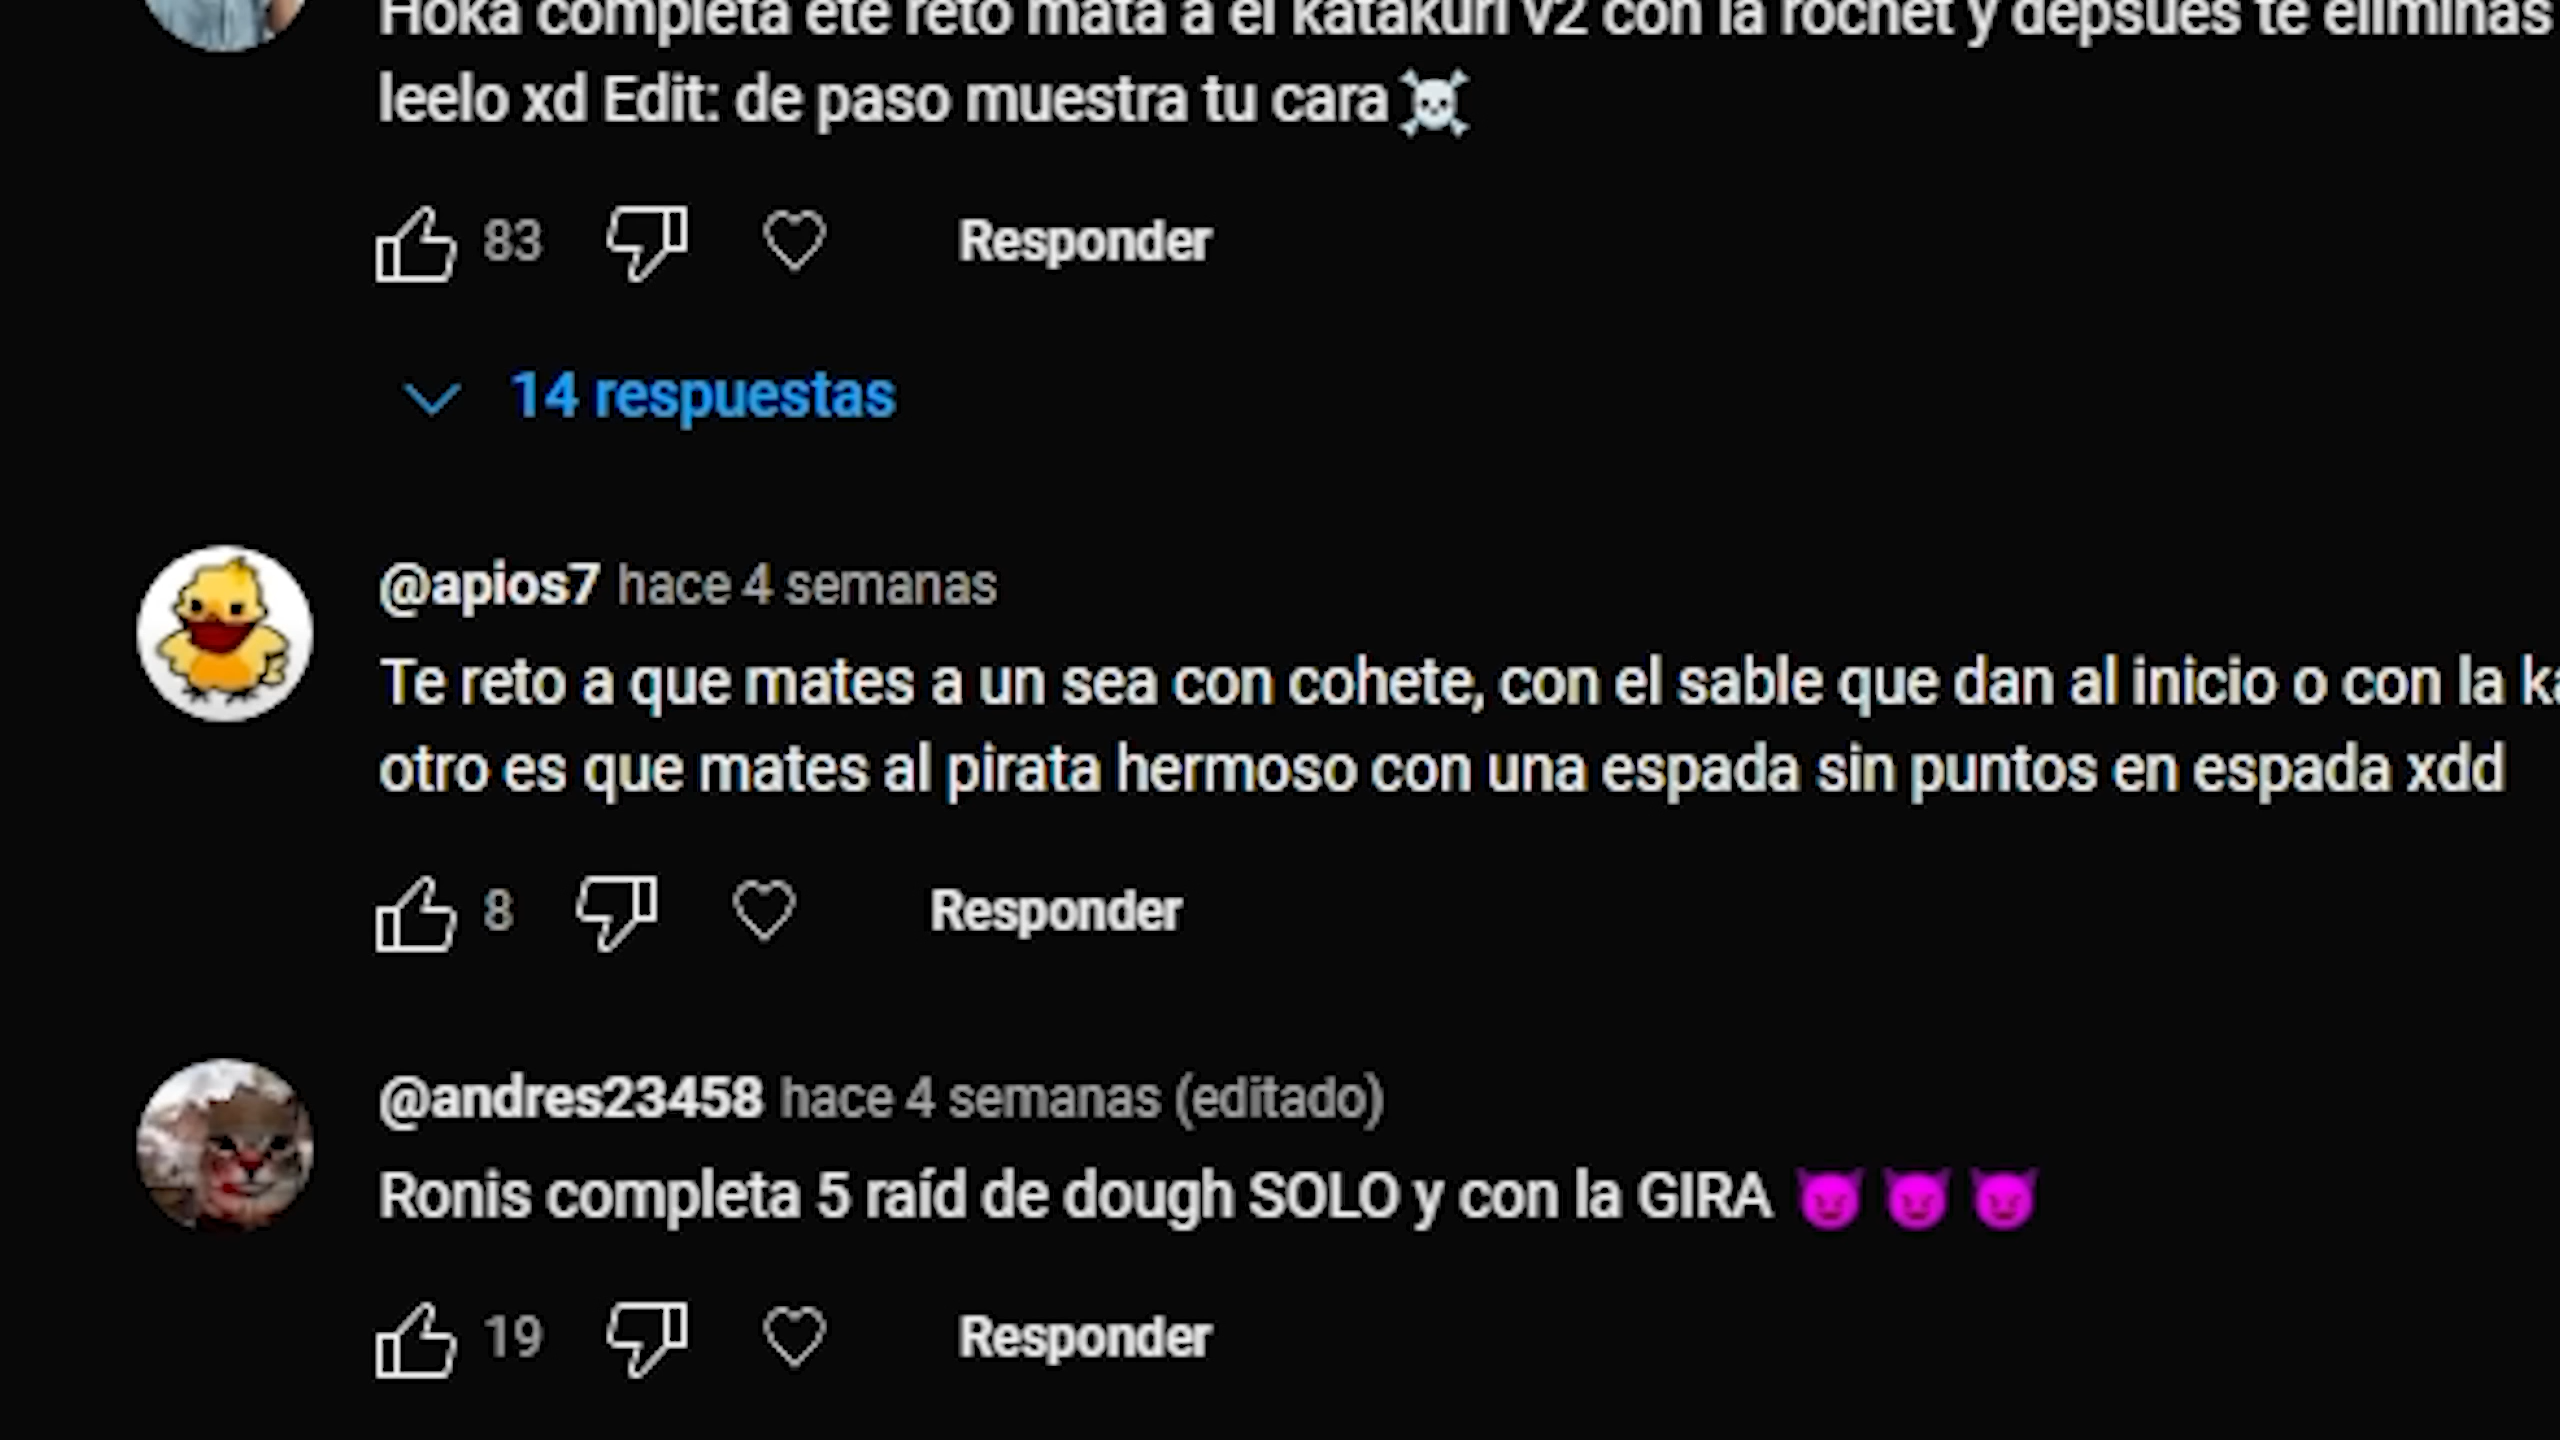 Hoka completa ete reto mata a el katakuri v2 con la rochet y depsues te eliminas
leelo xd Edit: de paso muestra tu cara ☠️
83 Responder
14 respuestas
@apios7 hace 4 semanas
Te reto a que mates a un sea con cohete, con el sable que dan al inicio o con la ka
otro es que mates al pirata hermoso con una espada sin puntos en espada xdd
8 Responder
@andres23458 hace 4 semanas (editado)
Ronis completa 5 raíd de dough SOLO y con la GIRA 😈 😈 😈
19 Responder